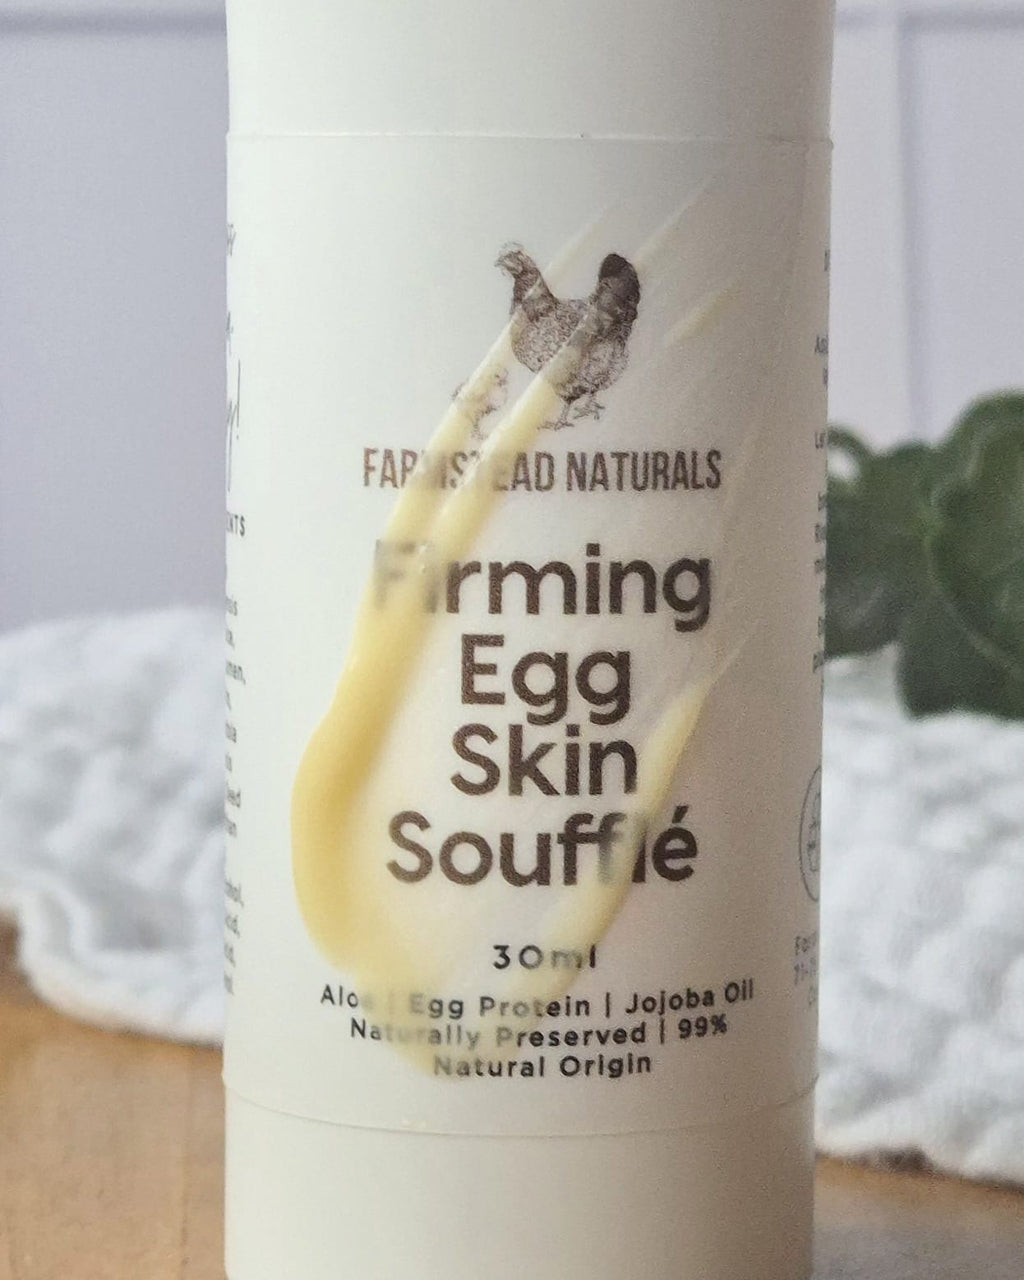 FARMSTEAD NATURALS
Firming
Egg
Skin
Soufflé
30ml
Aloe | Egg Protein | Jojoba Oil
Naturally Preserved | 99%
Natural Origin